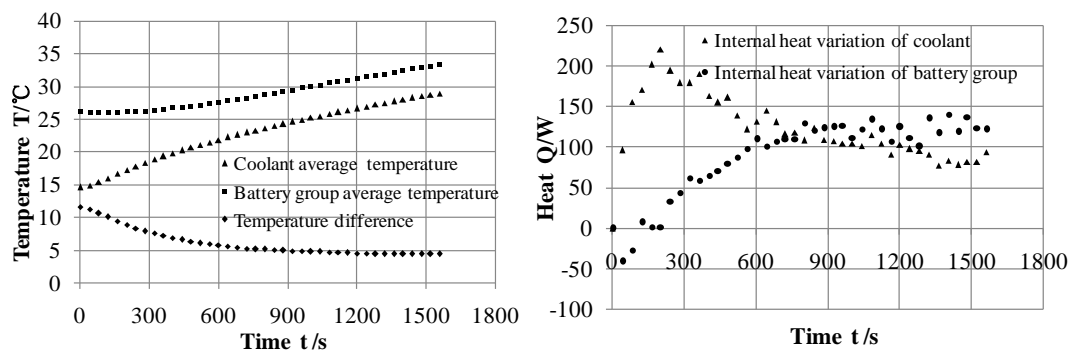 40
35
30
25
20
15
10
5
0
Temperature T/℃
Coolant average temperature
Battery group average temperature
Temperature difference
0 300 600 900 1200 1500 1800
Time t /s
250
200
150
100
50
0
-50
-100
Heat Q/W
Internal heat variation of coolant
Internal heat variation of battery group
0 300 600 900 1200 1500 1800
Time t /s